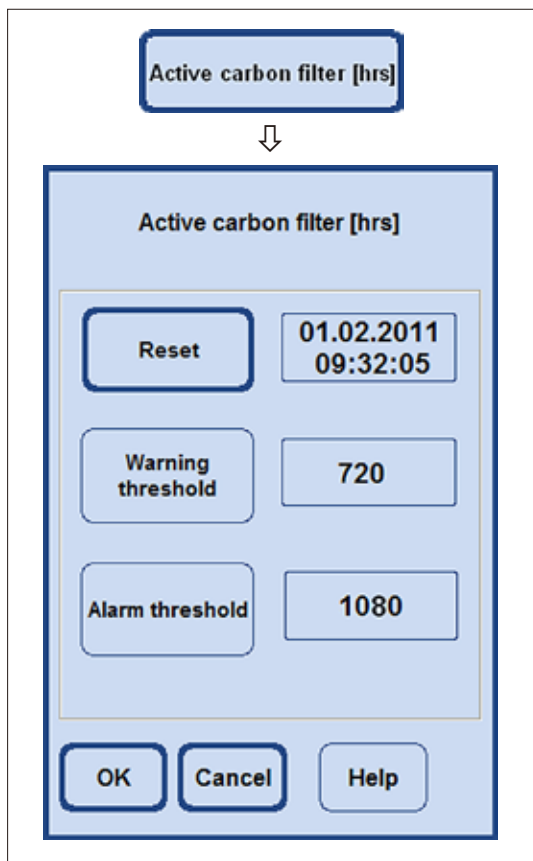 Active carbon filter [hrs]
Active carbon filter [hrs]
Reset
01.02.2011
09:32:05
Warning
threshold
720
Alarm threshold
1080
OK
Cancel
Help